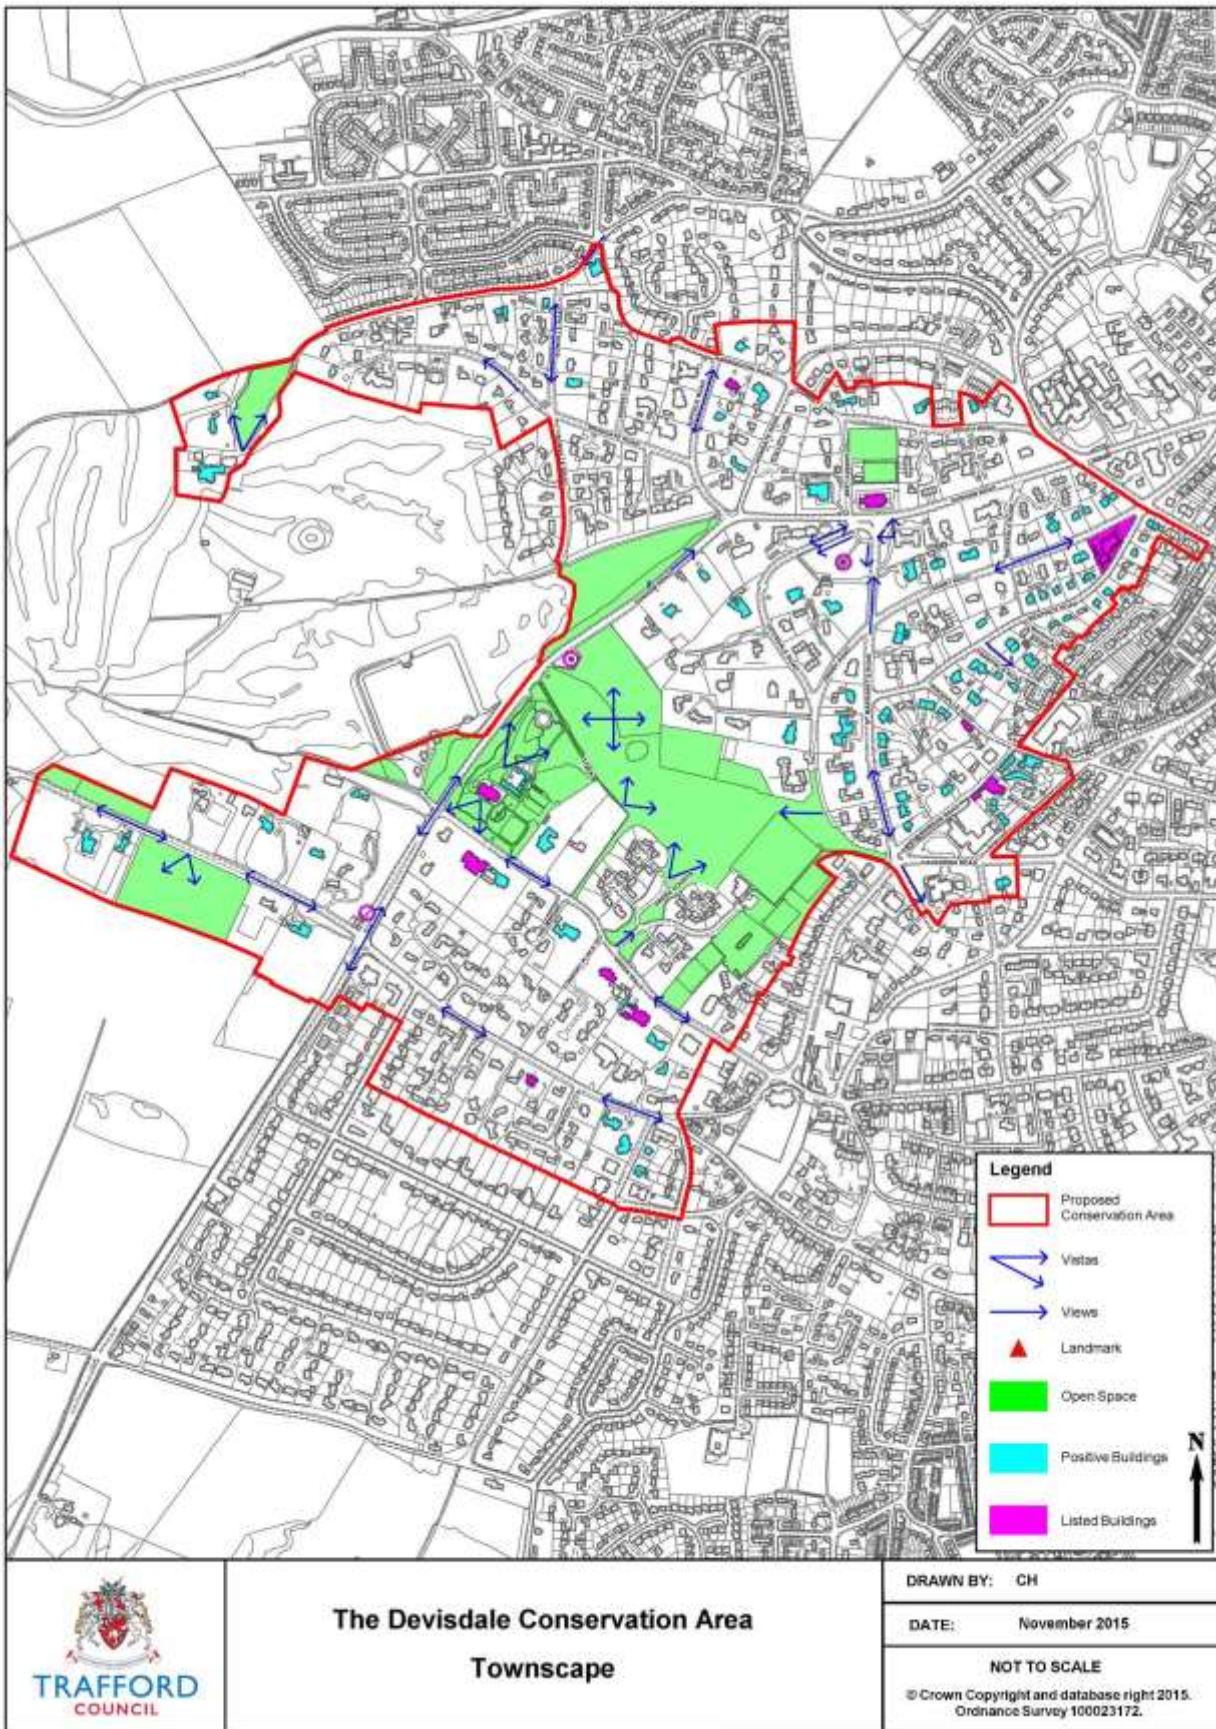 Legend
Proposed
Conservation Area
Vistas
Views
Landmark
Open Space
Positive Buildings
Listed Buildings
N
TRAFFORD
COUNCIL
The Devisdale Conservation Area
Townscape
DRAWN BY: CH
DATE: November 2015
NOT TO SCALE
© Crown Copyright and database right 2015.
Ordnance Survey 100023172.